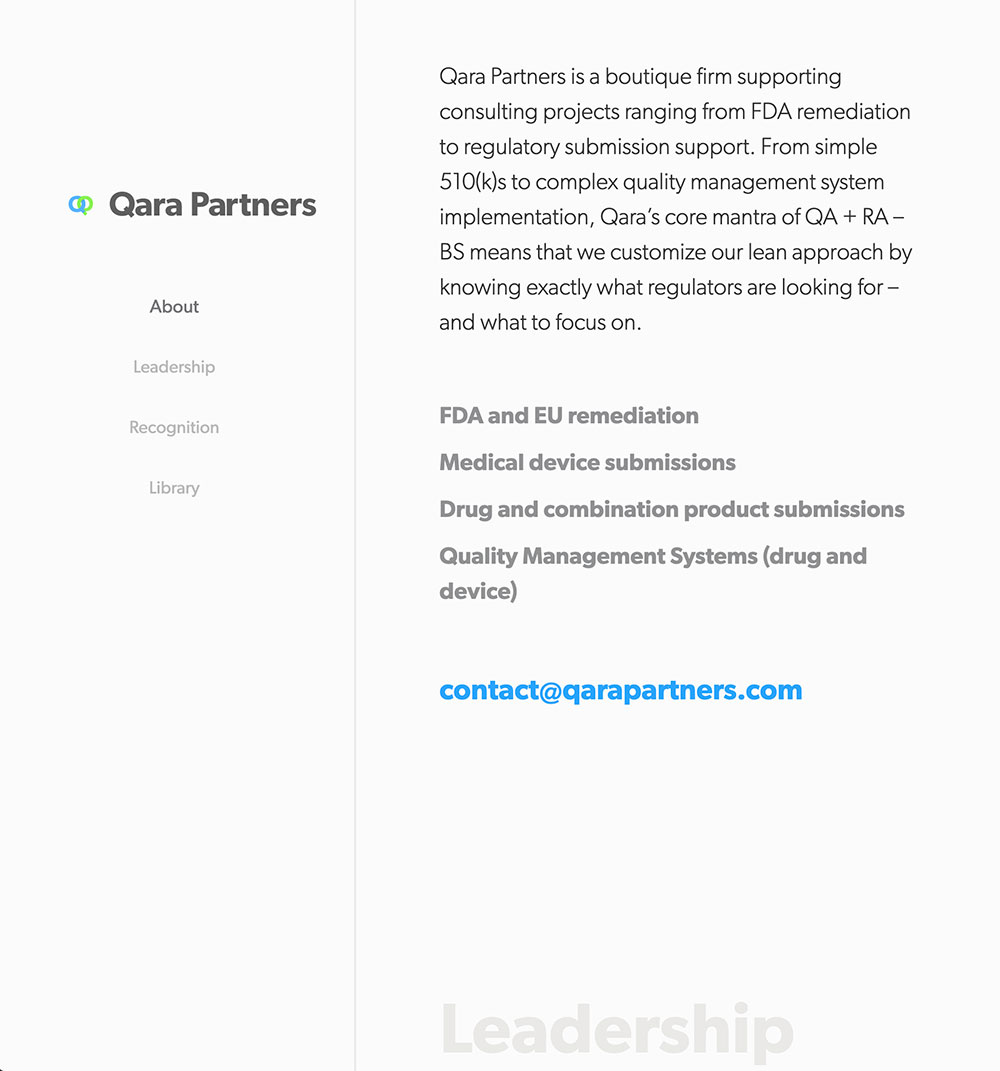 Qara Partners
About
Leadership
Recognition
Library
Qara Partners is a boutique firm supporting
consulting projects ranging from FDA remediation
to regulatory submission support. From simple
510(k)s to complex quality management system
implementation, Qara’s core mantra of QA + RA –
BS means that we customize our lean approach by
knowing exactly what regulators are looking for –
and what to focus on.
FDA and EU remediation
Medical device submissions
Drug and combination product submissions
Quality Management Systems (drug and
device)
contact@qarapartners.com
Leadership